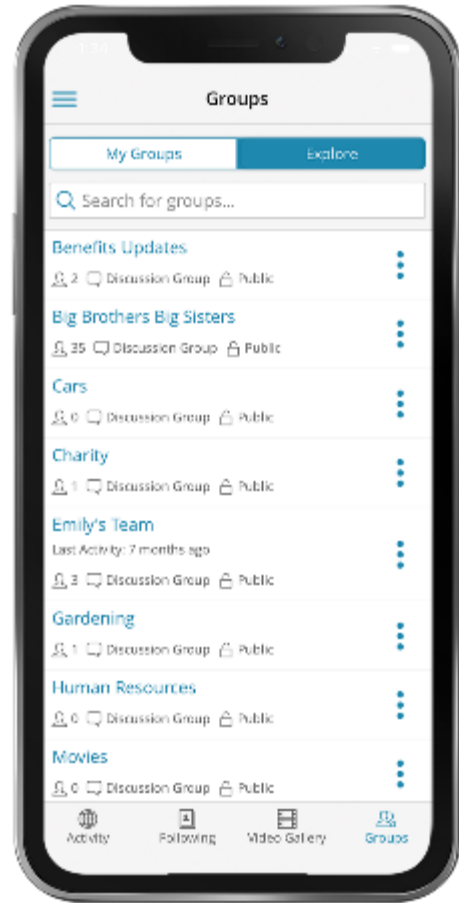 Groups
My Groups Explore
Search for groups...
Benefits Updates
2 Discussion Group Public
Big Brothers Big Sisters
35 Discussion Group Public
Cars
0 Discussion Group Public
Charity
1 Discussion Group Public
Emily's Team
Last Activity: 7 months ago
3 Discussion Group Public
Gardening
1 Discussion Group Public
Human Resources
0 Discussion Group Public
Movies
0 Discussion Group Public
Activity Following Video Gallery Groups